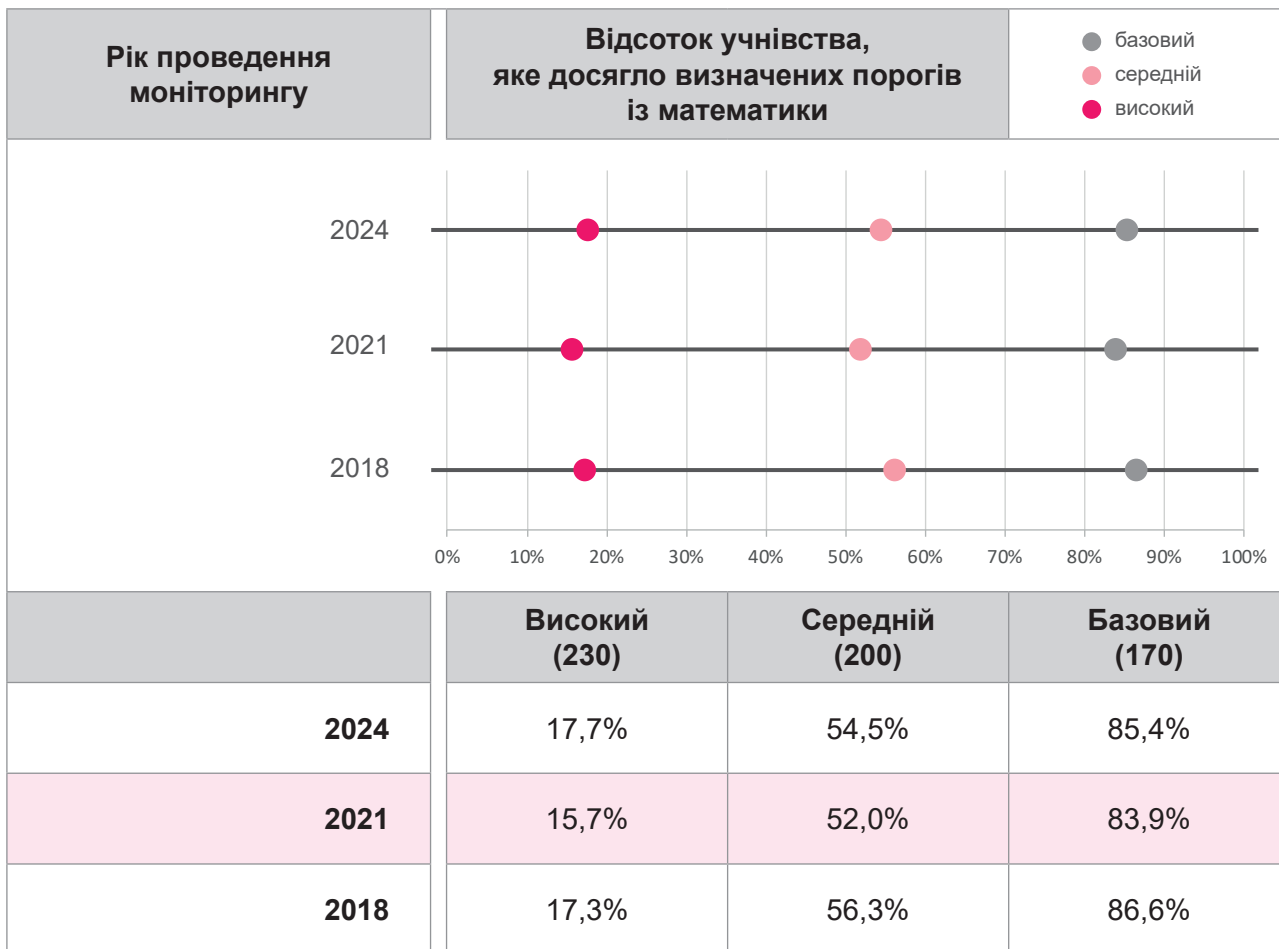 Рік проведення
моніторингу
Відсоток учнівства,
яке досягло визначених порогів
із математики
базовий
середній
високий
2024
2021
2018
0% 10% 20% 30% 40% 50% 60% 70% 80% 90% 100%
Високий
(230)
Середній
(200)
Базовий
(170)
2024 17,7% 54,5% 85,4%
2021 15,7% 52,0% 83,9%
2018 17,3% 56,3% 86,6%